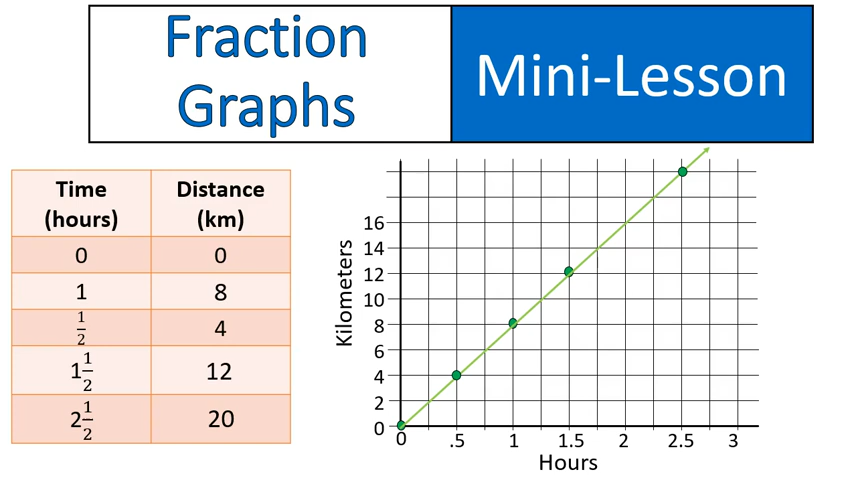 Fraction
Graphs
Mini-Lesson
Time
(hours)
Distance
(km)
0
0
1
8
1/2
4
1 1/2
12
2 1/2
20
Kilometers
16
14
12
10
8
6
4
2
0
0 .5 1 1.5 2 2.5 3
Hours